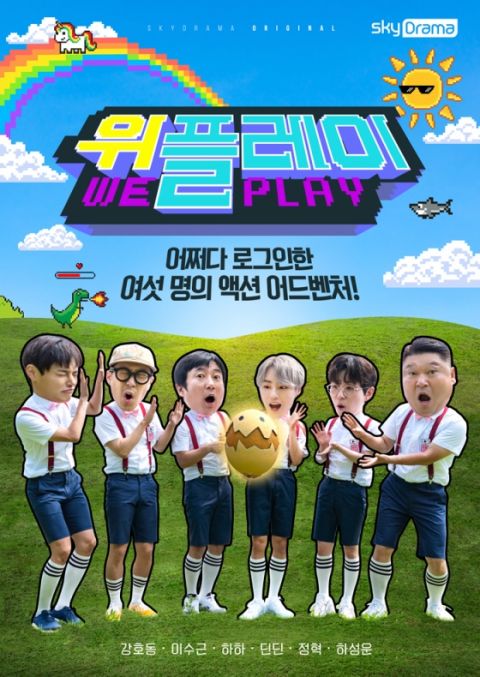 SKYDRAMA ORIGINAL
skyDrama
위플레이
WE PLAY
어쩌다 로그인한
여섯 명의 액션 어드벤처!
강호동 · 이수근 · 하하 · 딘딘 · 정혁 · 하성운